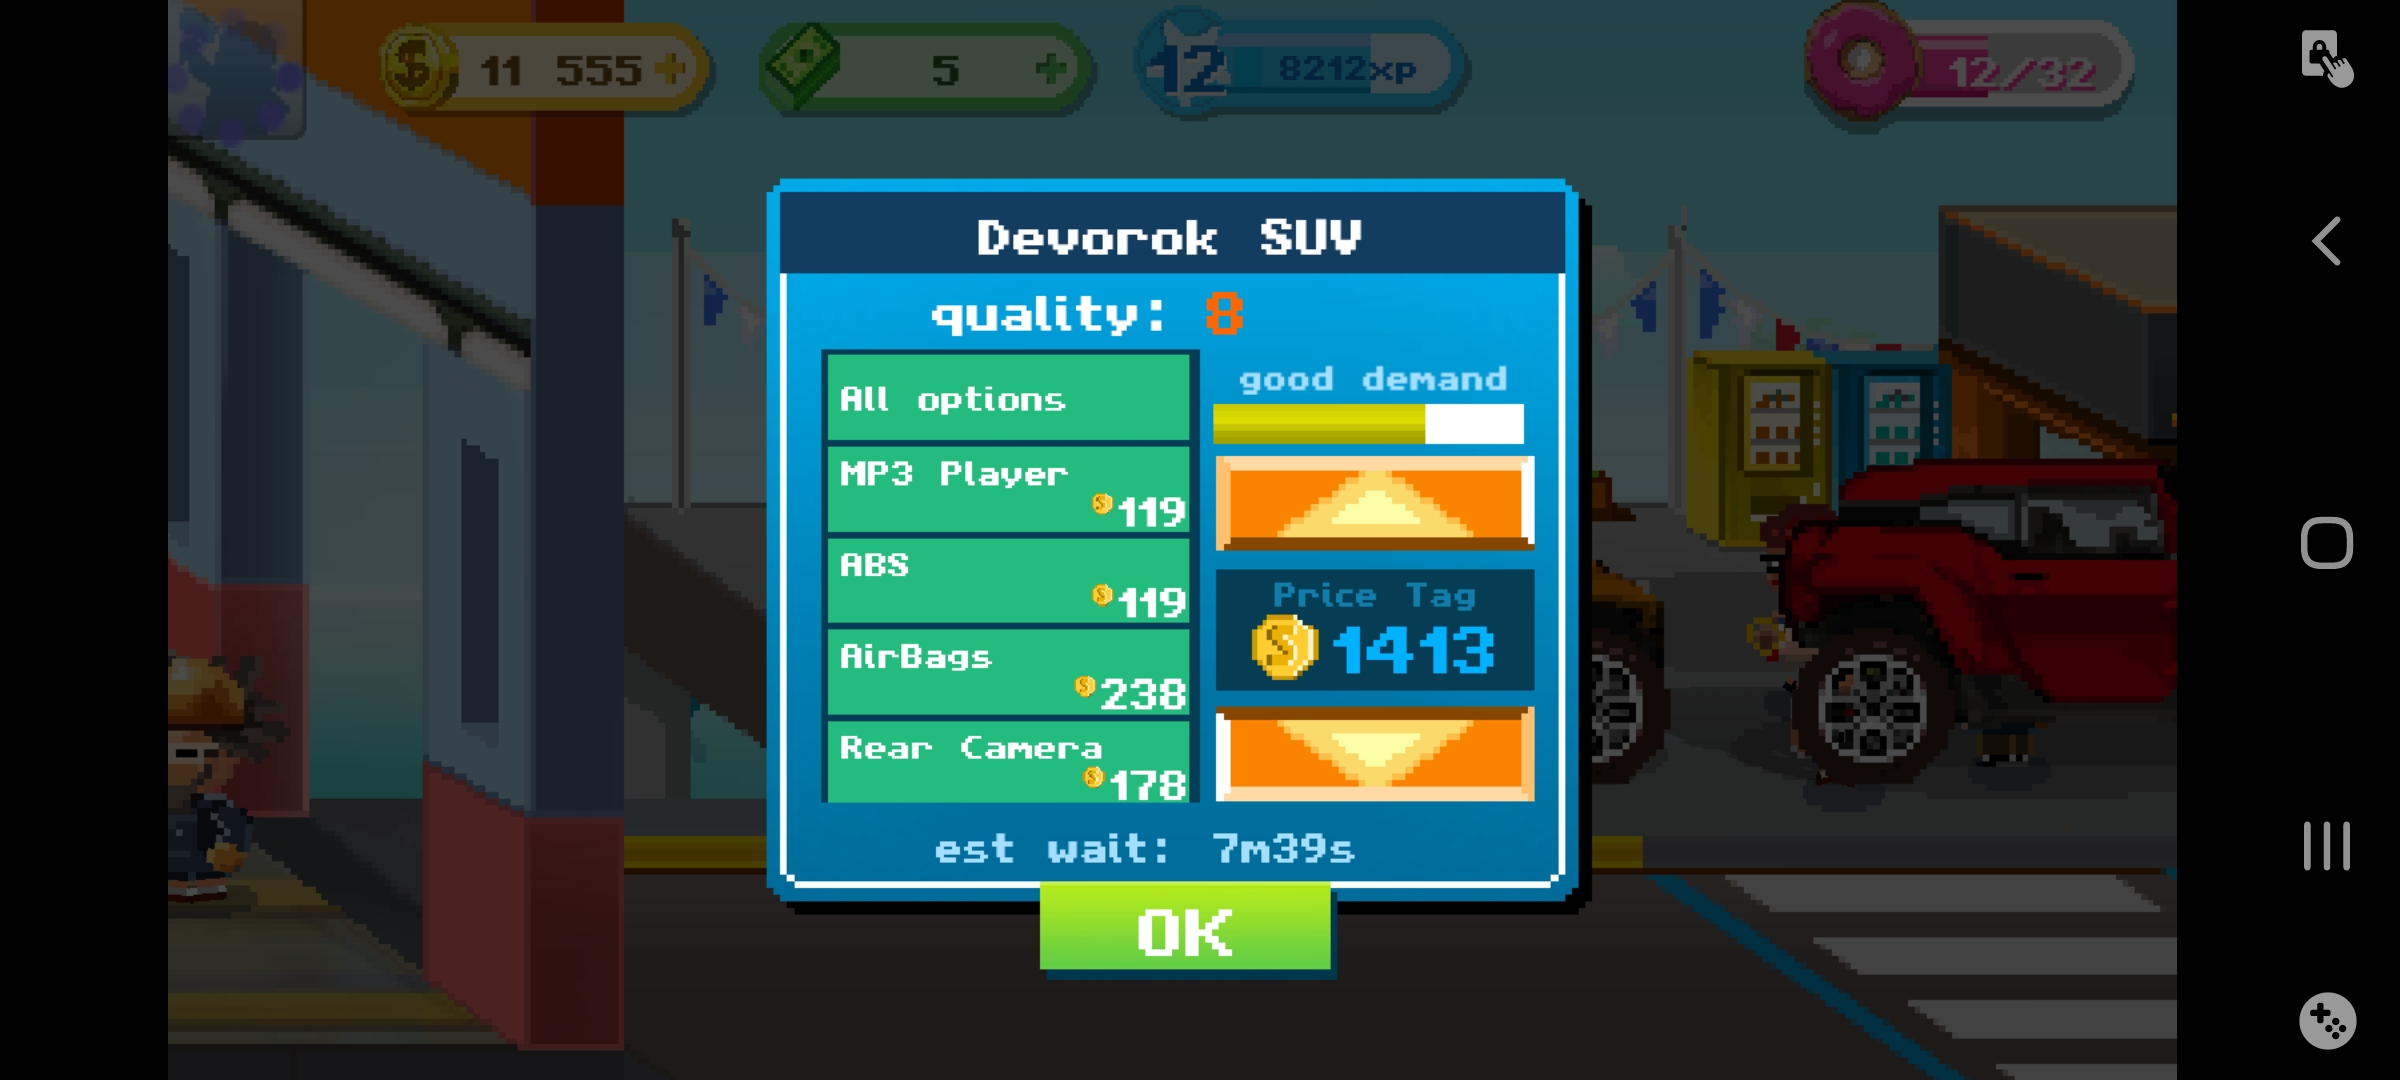 11 555
5
12
8212xp
12/32
Devorok SUV
quality: 8
All options
good demand
MP3 Player
119
ABS
119
Price Tag
1413
AirBags
238
Rear Camera
178
est wait: 7m39s
OK